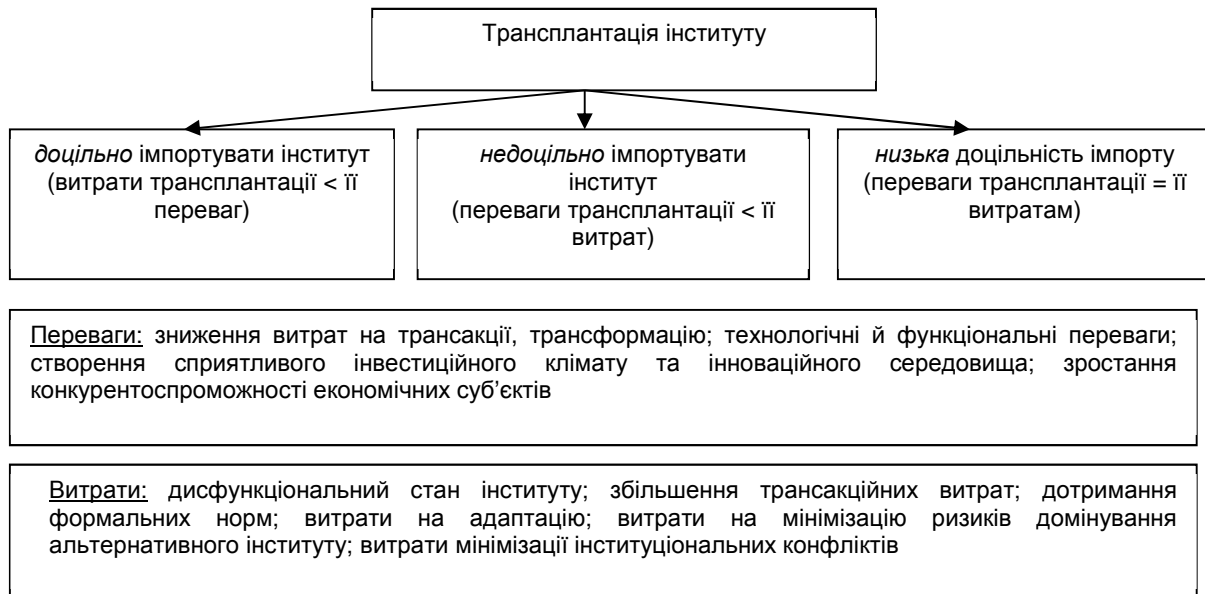 Трансплантація інституту
доцільно імпортувати інститут
(витрати трансплантації < її
переваг)
недоцільно імпортувати
інститут
(переваги трансплантації < її
витрат)
низька доцільність імпорту
(переваги трансплантації = її
витратам)
Переваги: зниження витрат на трансакції, трансформацію; технологічні й функціональні переваги;
створення сприятливого інвестиційного клімату та інноваційного середовища; зростання
конкурентоспроможності економічних суб’єктів
Витрати: дисфункціональний стан інституту; збільшення трансакційних витрат; дотримання
формальних норм; витрати на адаптацію; витрати на мінімізацію ризиків домінування
альтернативного інституту; витрати мінімізації інституціональних конфліктів